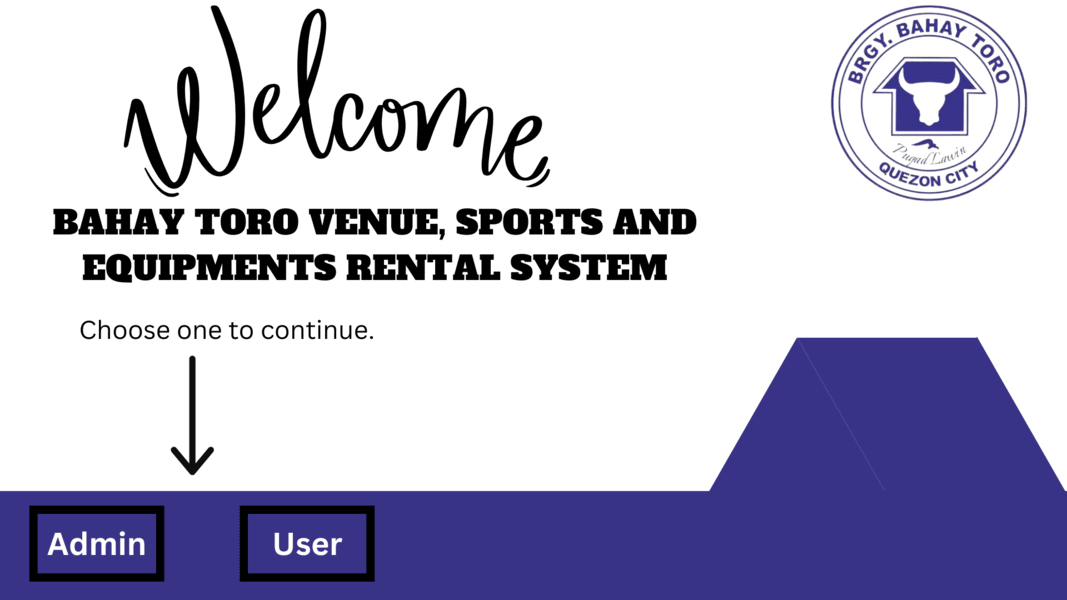 Welcome
BAHAY TORO VENUE, SPORTS AND
EQUIPMENTS RENTAL SYSTEM
Choose one to continue.
Admin
User
BRGY. BAHAY TORO
Pugad Lawin
QUEZON CITY